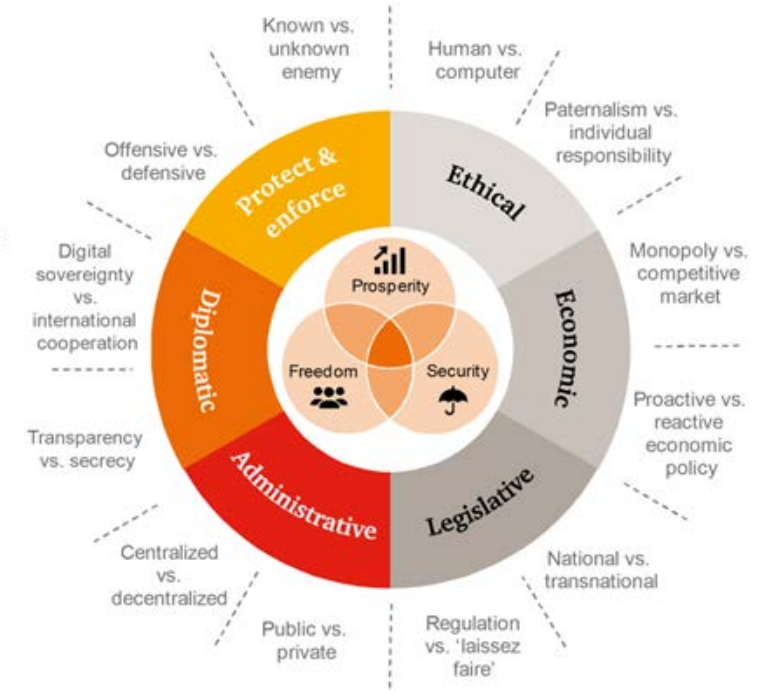 Known vs.
unknown
enemy
Human vs.
computer
Paternalism vs.
individual
responsibility
Offensive vs.
defensive
Protect &
enforce
Ethical
Digital
sovereignty
vs.
international
cooperation
Diplomatic
Prosperity
Freedom
Security
Economic
Monopoly vs.
competitive
market
Proactive vs.
reactive
economic
policy
Transparency
vs. secrecy
Administrative
Legislative
Centralized
vs.
decentralized
National vs.
transnational
Public vs.
private
Regulation
vs. ‘laissez
faire’